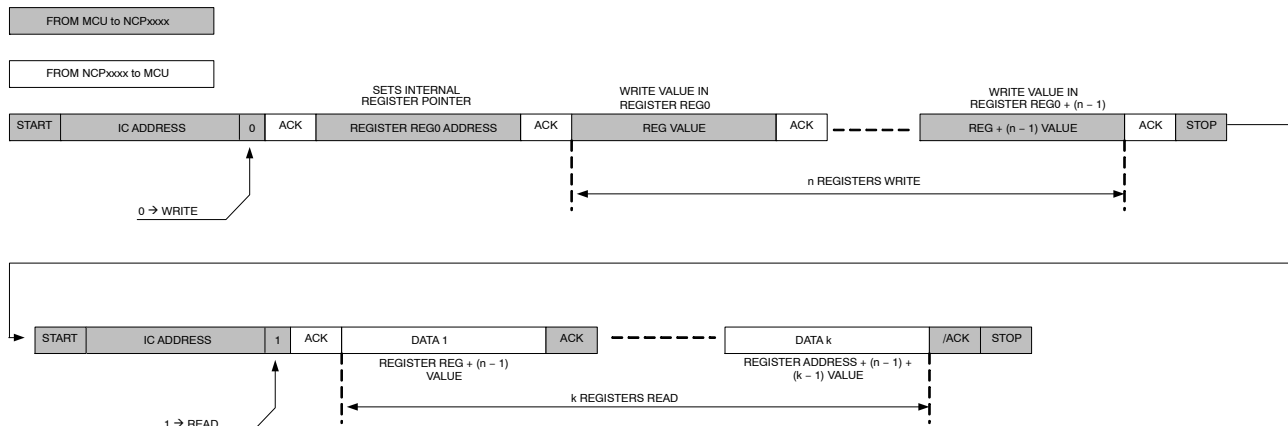 FROM MCU to NCPxxxx
FROM NCPxxxx to MCU
SETS INTERNAL
REGISTER POINTER
WRITE VALUE IN
REGISTER REG0
WRITE VALUE IN
REGISTER REG0 + (n − 1)
START IC ADDRESS 0 ACK REGISTER REG0 ADDRESS ACK REG VALUE ACK REG + (n − 1) VALUE ACK STOP
n REGISTERS WRITE
0 → WRITE
START IC ADDRESS 1 ACK DATA 1 ACK DATA k /ACK STOP
REGISTER REG + (n − 1)
VALUE
REGISTER ADDRESS + (n − 1) +
(k − 1) VALUE
k REGISTERS READ
1 → READ